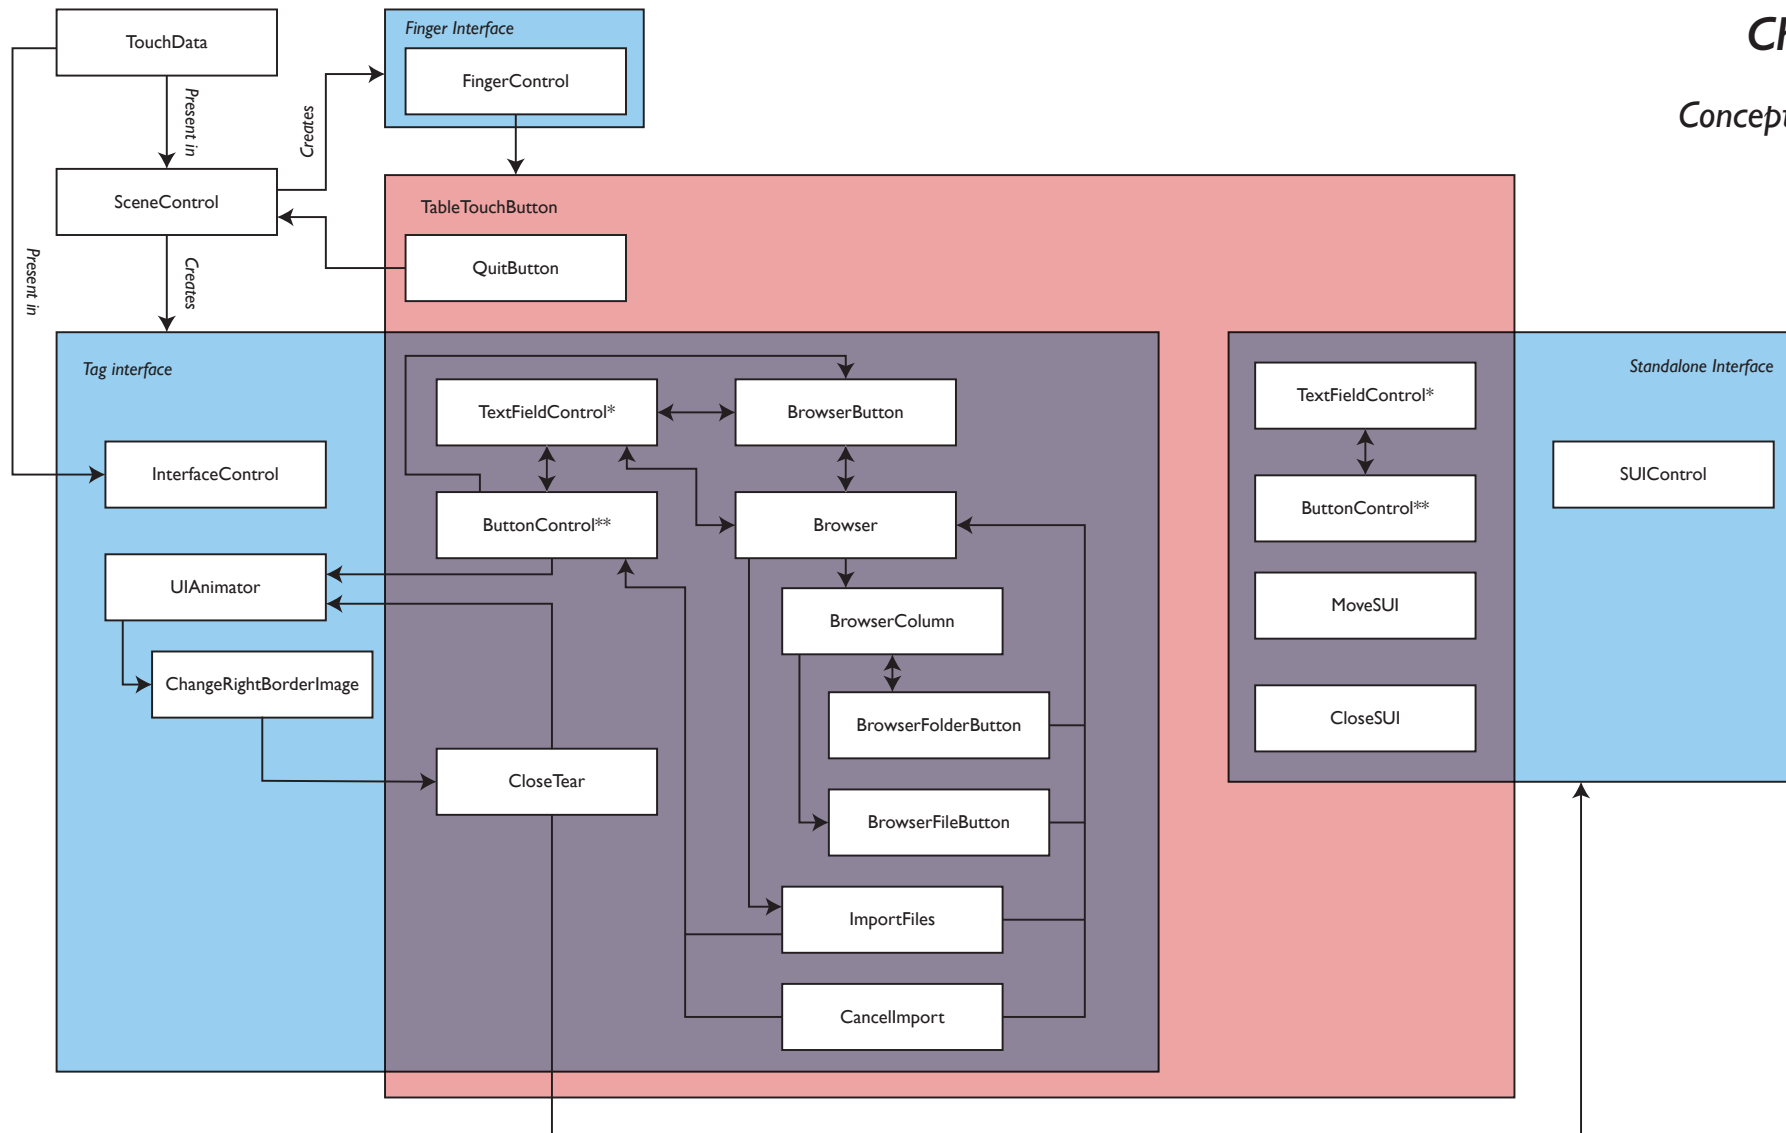 TouchData
Finger Interface
FingerControl
Present in
Creates
SceneControl
TableTouchButton
QuitButton
Present in
Creates
Tag interface
Standalone Interface
TextFieldControl*
BrowserButton
TextFieldControl*
InterfaceControl
SUIControl
ButtonControl**
Browser
ButtonControl**
UIAnimator
BrowserColumn
MoveSUI
ChangeRightBorderImage
BrowserFolderButton
CloseSUI
CloseTear
BrowserFileButton
ImportFiles
CancelImport